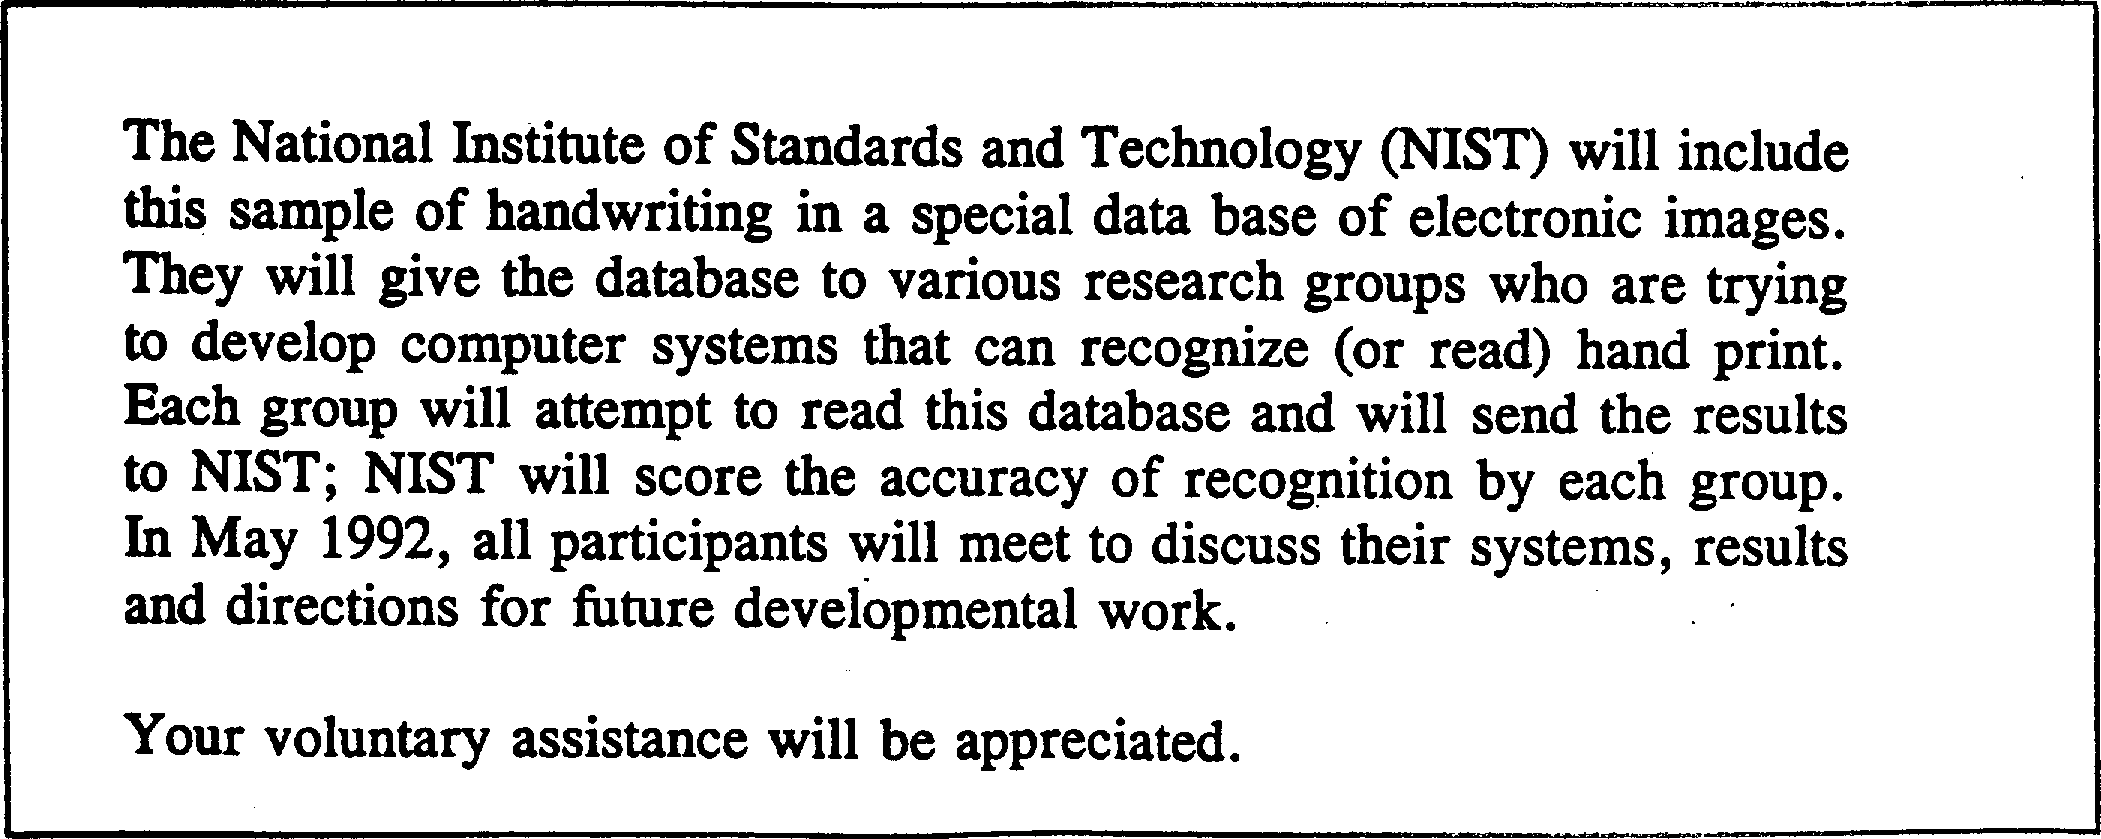 The National Institute of Standards and Technology (NIST) will include
this sample of handwriting in a special data base of electronic images.
They will give the database to various research groups who are trying
to develop computer systems that can recognize (or read) hand print.
Each group will attempt to read this database and will send the results
to NIST; NIST will score the accuracy of recognition by each group.
In May 1992, all participants will meet to discuss their systems, results
and directions for future developmental work.
Your voluntary assistance will be appreciated.